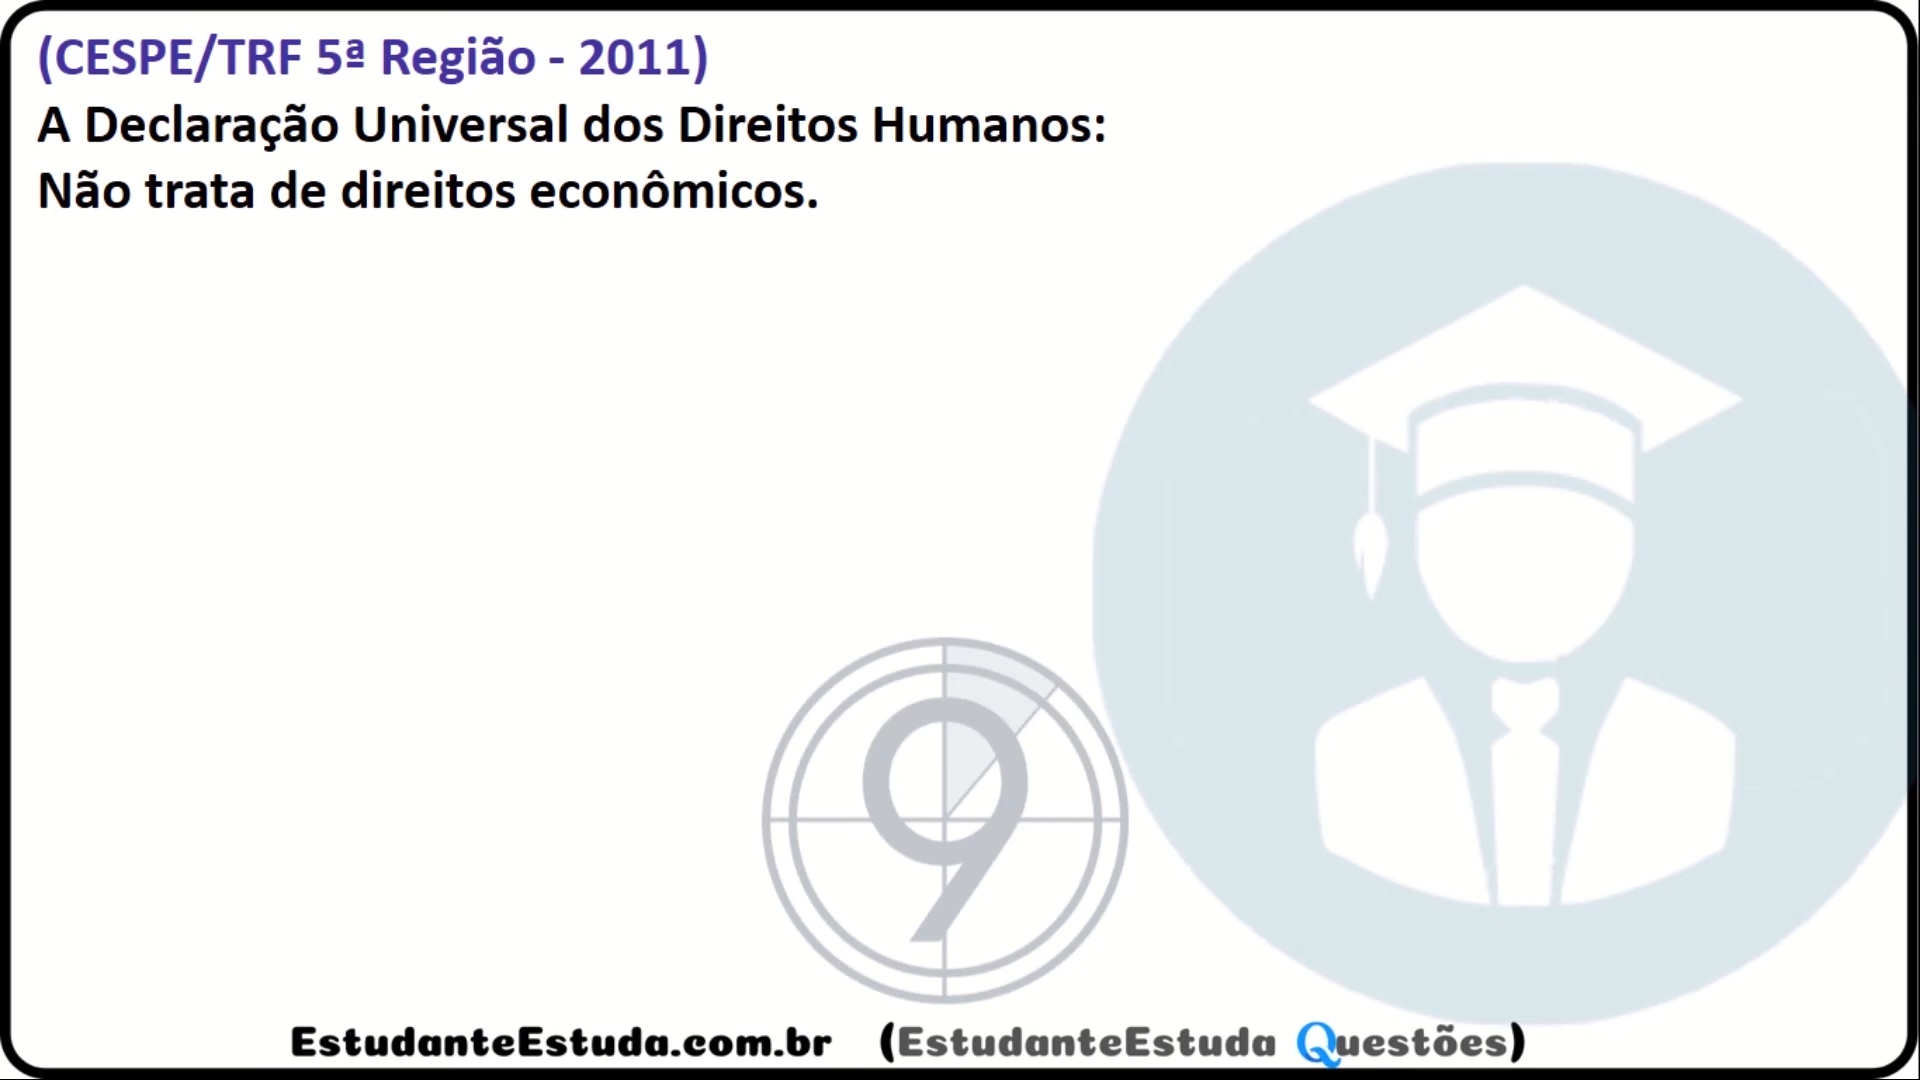 (CESPE/TRF 5ª Região - 2011)
A Declaração Universal dos Direitos Humanos:
Não trata de direitos econômicos.
9
EstudanteEstuda.com.br (EstudanteEstuda Questões)